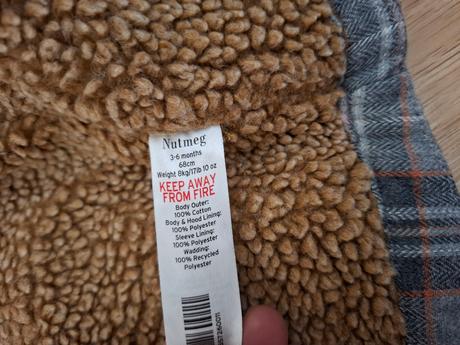 Nutmeg
3-6 months
68cm
Weight 8kg/17lb 10 oz
KEEP AWAY
FROM FIRE
Body Outer:
100% Cotton
Body & Hood Lining:
100% Polyester
Sleeve Lining:
100% Polyester
Wadding:
100% Recycled
Polyester